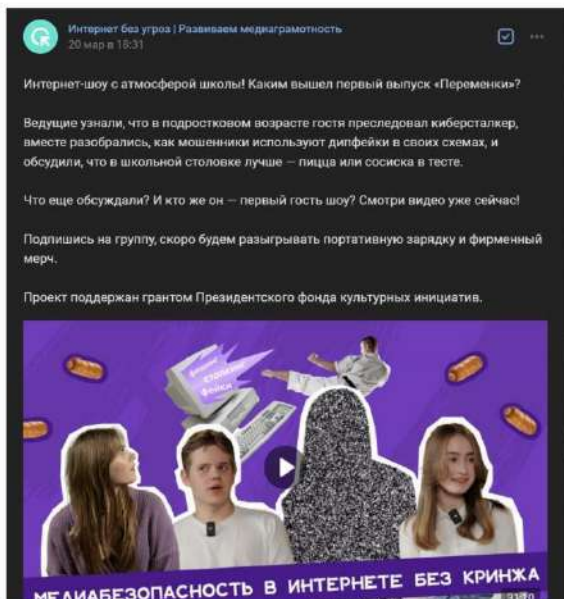 Интернет без угроз | Развиваем медиаграмотность
20 мар в 18:31
Интернет-шоу с атмосферой школы! Каким вышел первый выпуск «Переменки»?
Ведущие узнали, что в подростковом возрасте гостя преследовал киберсталкер,
вместе разобрались, как мошенники используют дипфейки в своих схемах, и
обсудили, что в школьной столовке лучше — пицца или сосиска в тесте.
Что еще обсуждали? И кто же он — первый гость шоу? Смотри видео уже сейчас!
Подпишись на группу, скоро будем разыгрывать портативную зарядку и фирменный
мерч.
Проект поддержан грантом Президентского фонда культурных инициатив.
сталкинг
фейки
МЕДИАБЕЗОПАСНОСТЬ В ИНТЕРНЕТЕ БЕЗ КРИНЖА